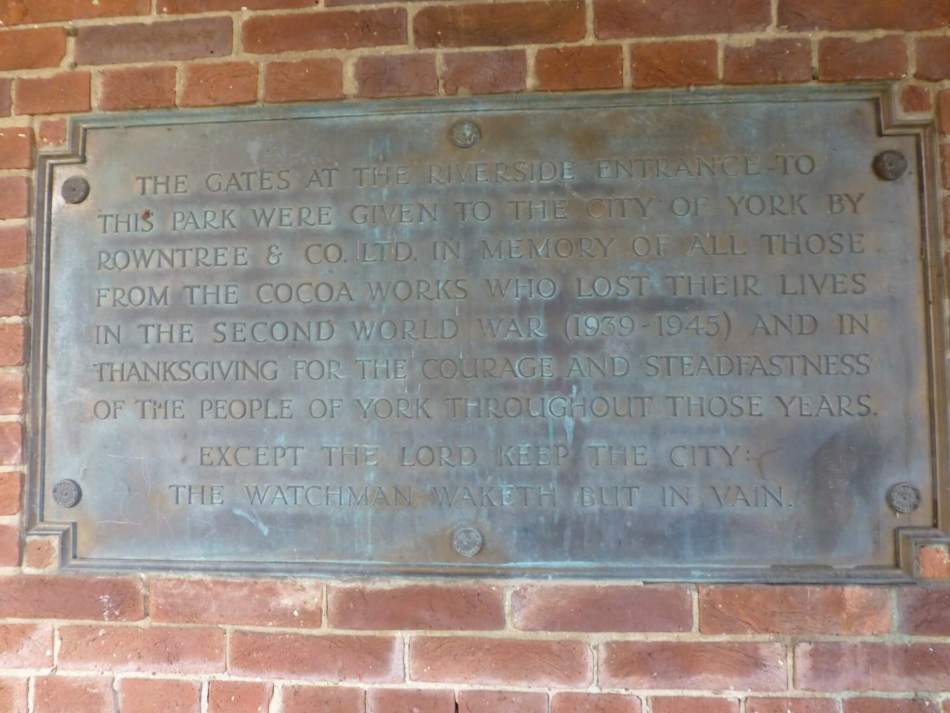 THE GATES AT THE RIVERSIDE ENTRANCE TO
THIS PARK WERE GIVEN TO THE CITY OF YORK BY
ROWNTREE & CO. LTD. IN MEMORY OF ALL THOSE
FROM THE COCOA WORKS WHO LOST THEIR LIVES
IN THE SECOND WORLD WAR (1939-1945) AND IN
THANKSGIVING FOR THE COURAGE AND STEADFASTNESS
OF THE PEOPLE OF YORK THROUGHOUT THOSE YEARS.
EXCEPT THE LORD KEEP THE CITY:
THE WATCHMAN WAKETH BUT IN VAIN.